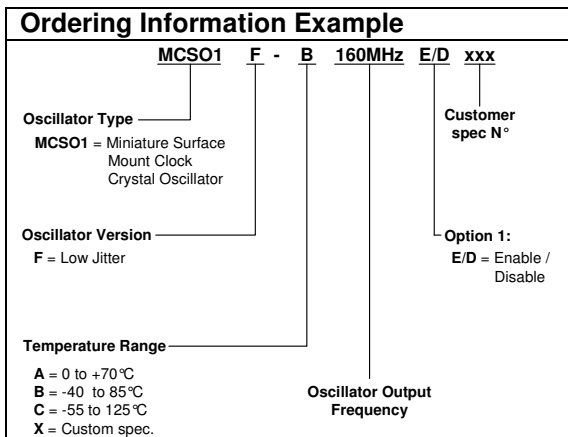 Ordering Information Example
MCSO1 F - B 160MHz E/D xxx
Oscillator Type
MCSO1 = Miniature Surface
Mount Clock
Crystal Oscillator
Customer
spec N°
Oscillator Version
F = Low Jitter
Option 1:
E/D = Enable /
Disable
Temperature Range
A = 0 to +70°C
B = -40 to 85°C
C = -55 to 125°C
X = Custom spec.
Oscillator Output
Frequency